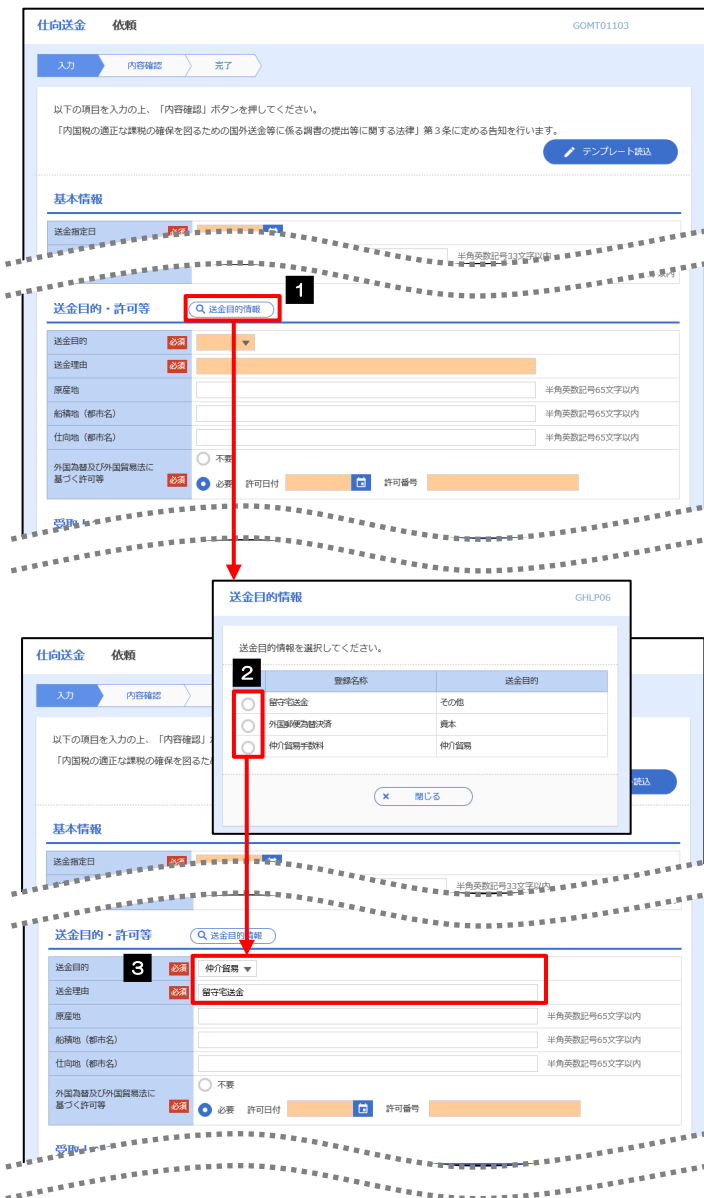 仕向送金 依頼 GOMT01103
入力 内容確認 完了
以下の項目を入力の上、「内容確認」ボタンを押してください。
「内国税の適正な課税の確保を図るための国外送金等に係る調書の提出等に関する法律」第3条に定める告知を行います。
テンプレート読込
基本情報
送金指定日 必須
半角英数記号33文字以内
1
送金目的・許可等 送金目的情報
送金目的 必須
送金理由 必須
原産地 半角英数記号65文字以内
船積地（都市名） 半角英数記号65文字以内
仕向地（都市名） 半角英数記号65文字以内
不要
外国為替及び外国貿易法に
基づく許可等 必須 必要 許可日付 許可番号
送金目的情報 GHLP06
送金目的情報を選択してください。
2
登録名称 送金目的
留守宅送金 その他
外国郵便為替決済 資本
仲介貿易手数料 仲介貿易
× 閉じる
仕向送金 依頼
入力 内容確認
以下の項目を入力の上、「内容確認」
「内国税の適正な課税の確保を図るため
読込
基本情報
送金指定日 必須
半角英数記号33文字以内
送金目的・許可等 送金目的情報
3
送金目的 必須 仲介貿易
送金理由 必須 留守宅送金
原産地 半角英数記号65文字以内
船積地（都市名） 半角英数記号65文字以内
仕向地（都市名） 半角英数記号65文字以内
不要
外国為替及び外国貿易法に
基づく許可等 必須 必要 許可日付 許可番号